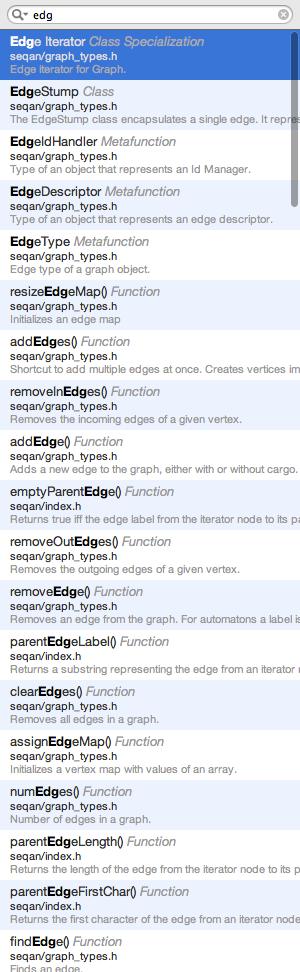 edg
Edge Iterator Class Specialization
seqan/graph_types.h
Edge iterator for Graph.
EdgeStump Class
seqan/graph_types.h
The EdgeStump class encapsulates a single edge. It repres
EdgeIdHandler Metafunction
seqan/graph_types.h
Type of an object that represents an Id Manager.
EdgeDescriptor Metafunction
seqan/graph_types.h
Type of an object that represents an edge descriptor.
EdgeType Metafunction
seqan/graph_types.h
Edge type of a graph object.
resizeEdgeMap() Function
seqan/graph_types.h
Initializes an edge map
addEdges() Function
seqan/graph_types.h
Shortcut to add multiple edges at once. Creates vertices im
removeInEdges() Function
seqan/graph_types.h
Removes the incoming edges of a given vertex.
addEdge() Function
seqan/graph_types.h
Adds a new edge to the graph, either with or without cargo.
emptyParentEdge() Function
seqan/index.h
Returns true iff the edge label from the iterator node to its pa
removeOutEdges() Function
seqan/graph_types.h
Removes the outgoing edges of a given vertex.
removeEdge() Function
seqan/graph_types.h
Removes an edge from the graph. For automatons a label is
parentEdgeLabel() Function
seqan/index.h
Returns a substring representing the edge from an iterator n
clearEdges() Function
seqan/graph_types.h
Removes all edges in a graph.
assignEdgeMap() Function
seqan/graph_types.h
Initializes a vertex map with values of an array.
numEdges() Function
seqan/graph_types.h
Number of edges in a graph.
parentEdgeLength() Function
seqan/index.h
Returns the length of the edge from the iterator node to its p
parentEdgeFirstChar() Function
seqan/index.h
Returns the first character of the edge from an iterator node
findEdge() Function
seqan/graph_types.h
Finds an edge.